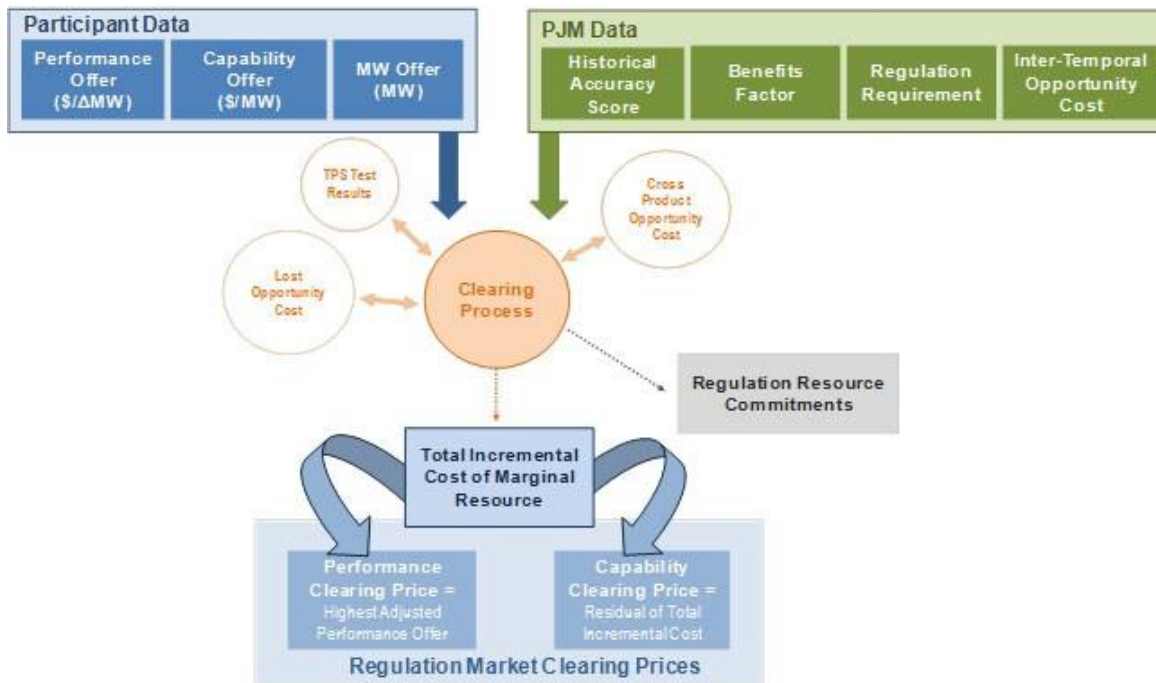 Participant Data
Performance
Offer
($/ΔMW)
Capability
Offer
($/MW)
MW Offer
(MW)
PJM Data
Historical
Accuracy
Score
Benefits
Factor
Regulation
Requirement
Inter-Temporal
Opportunity
Cost
TPS Test
Results
Cross
Product
Opportunity
Cost
Lost
Opportunity
Cost
Clearing
Process
Regulation Resource
Commitments
Total Incremental
Cost of Marginal
Resource
Performance
Clearing Price =
Highest Adjusted
Performance Offer
Capability
Clearing Price =
Residual of Total
Incremental Cost
Regulation Market Clearing Prices